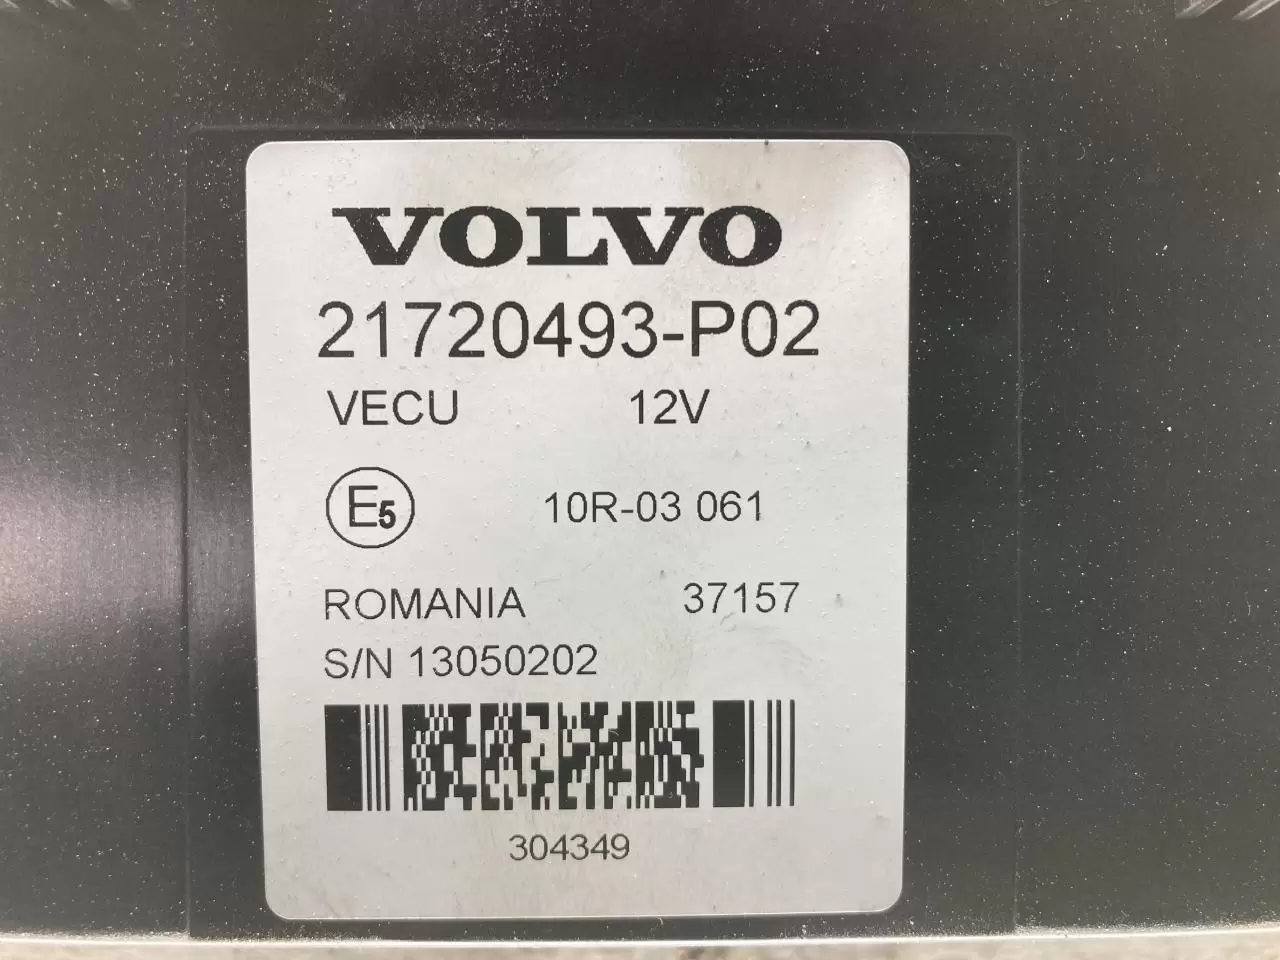 VOLVO
21720493-P02
VECU 12V
E5 10R-03 061
ROMANIA 37157
S/N 13050202
304349